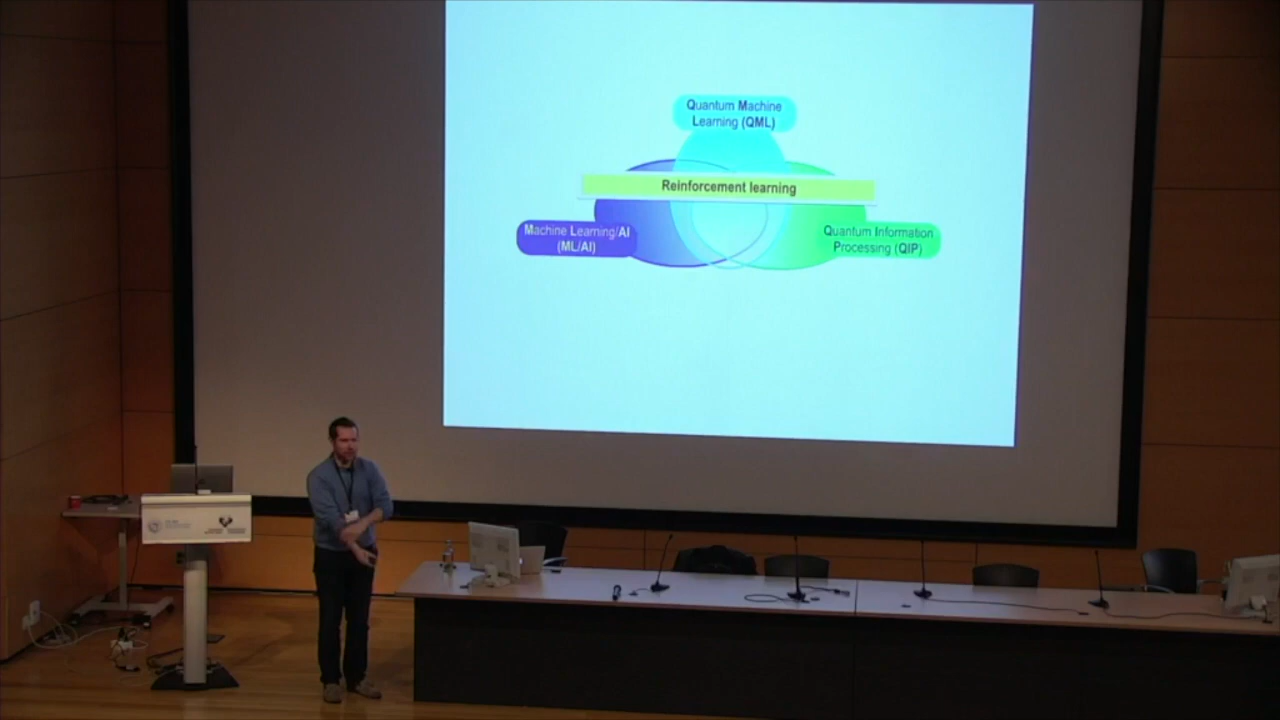 Quantum Machine
Learning (QML)
Reinforcement learning
Machine Learning/AI
(ML/AI)
Quantum Information
Processing (QIP)